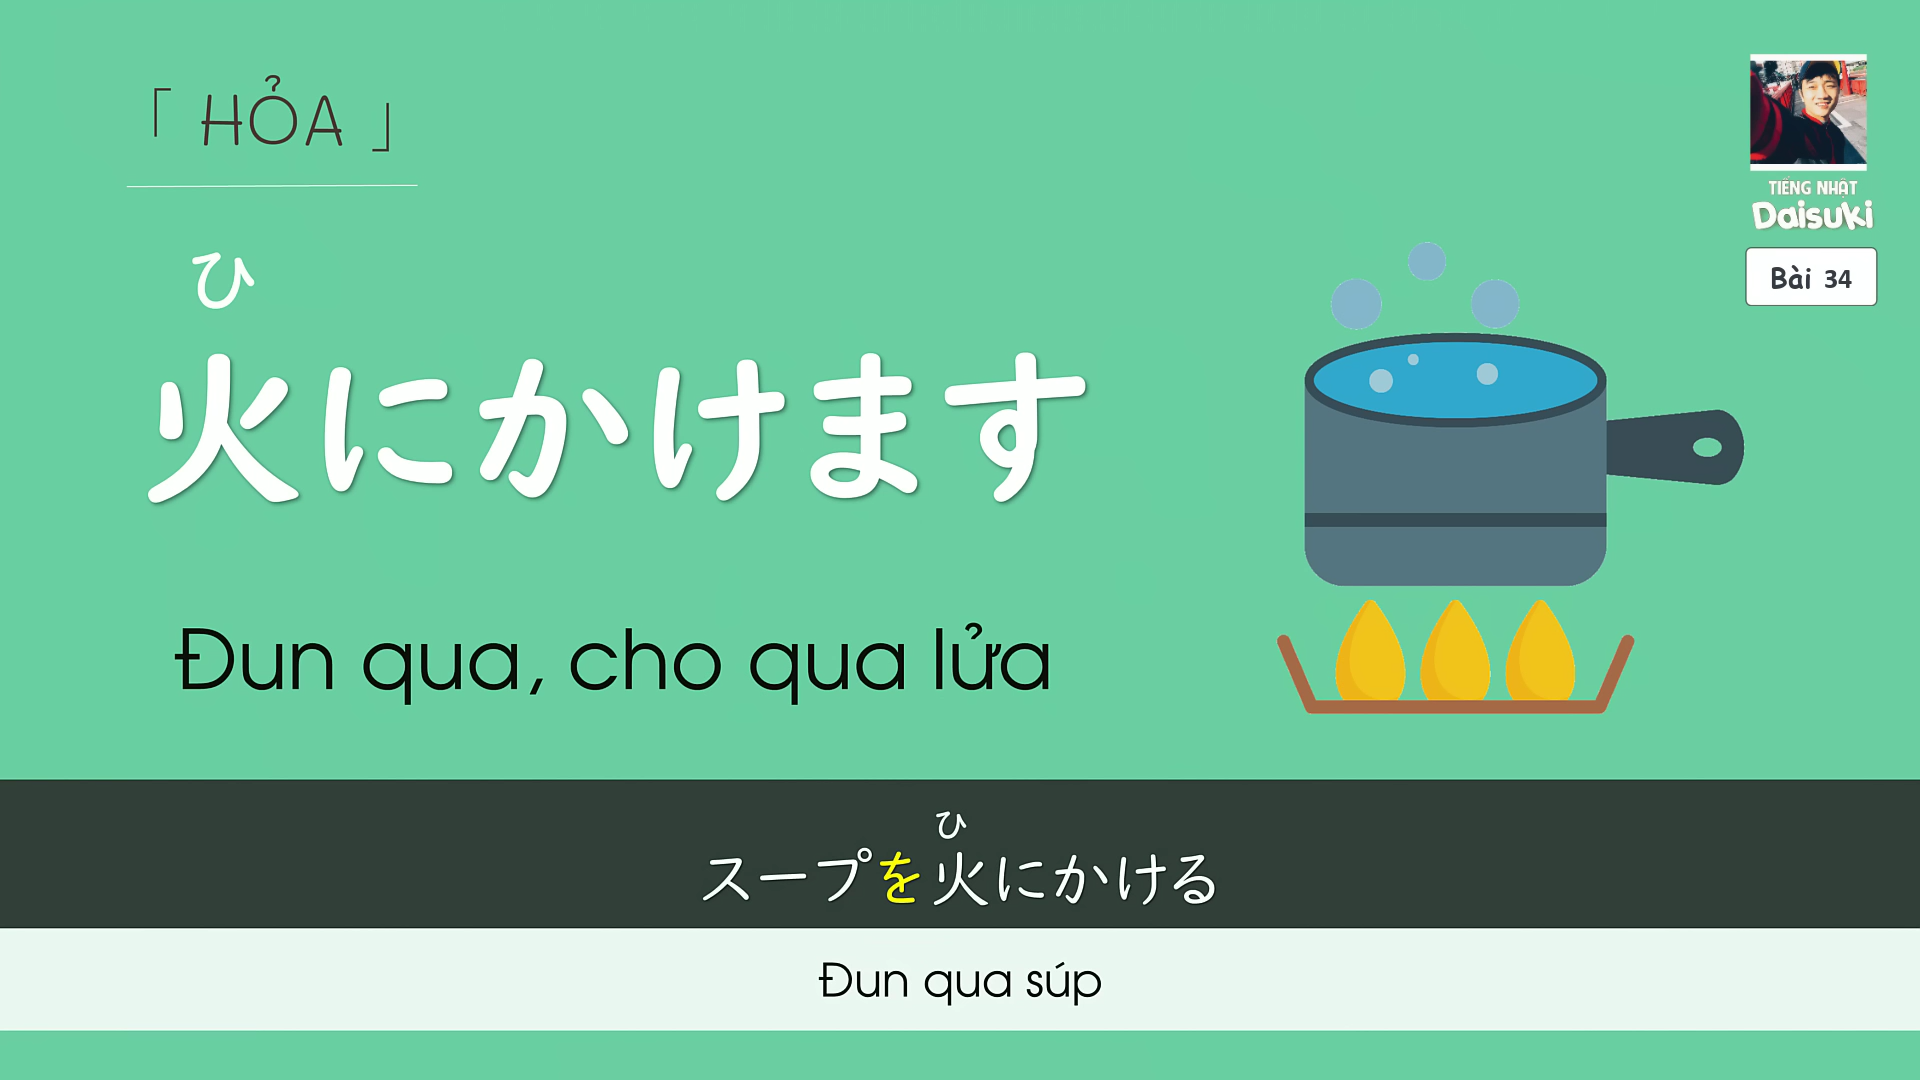 「 HỎA 」
TIẾNG NHẬT
Daisuki
Bài 34
ひ
火にかけます
Đun qua, cho qua lửa
ひ
スープを火にかける
Đun qua súp